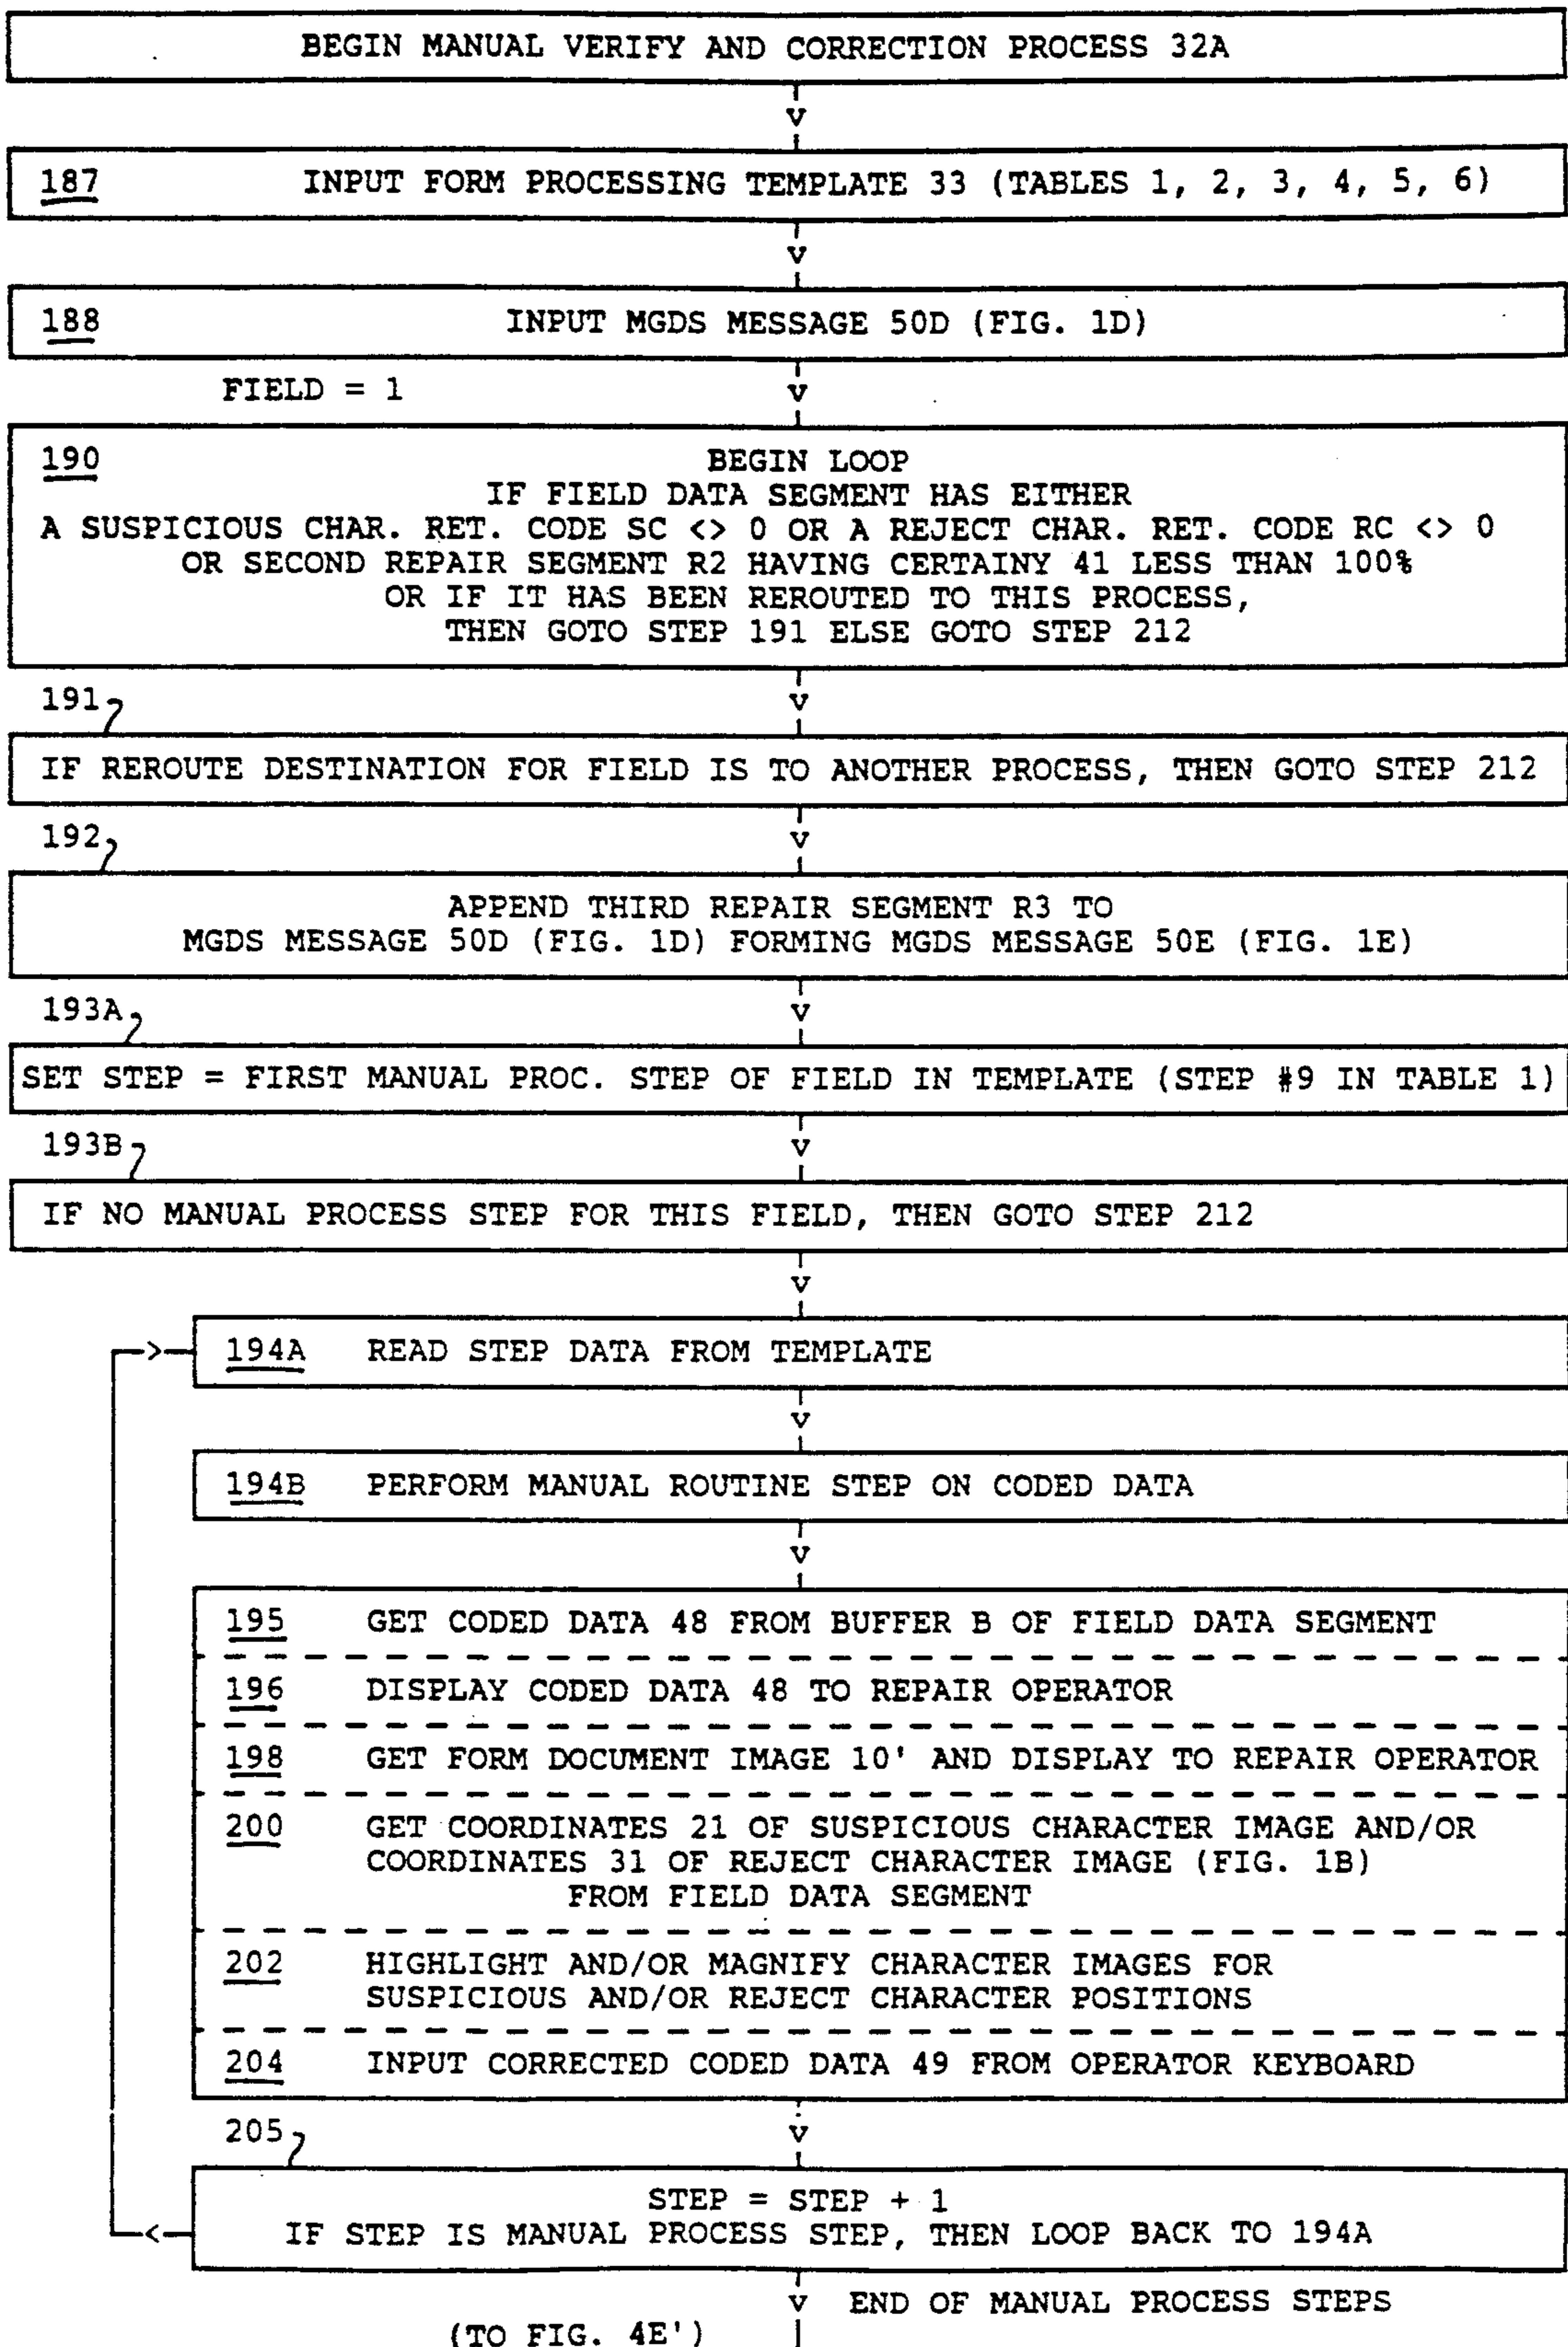 BEGIN MANUAL VERIFY AND CORRECTION PROCESS 32A
v
187 INPUT FORM PROCESSING TEMPLATE 33 (TABLES 1, 2, 3, 4, 5, 6)
v
188 INPUT MGDS MESSAGE 50D (FIG. 1D)
FIELD = 1 v
190 BEGIN LOOP
IF FIELD DATA SEGMENT HAS EITHER
A SUSPICIOUS CHAR. RET. CODE SC <> 0 OR A REJECT CHAR. RET. CODE RC <> 0
OR SECOND REPAIR SEGMENT R2 HAVING CERTAINY 41 LESS THAN 100%
OR IF IT HAS BEEN REROUTED TO THIS PROCESS,
THEN GOTO STEP 191 ELSE GOTO STEP 212
191 v
IF REROUTE DESTINATION FOR FIELD IS TO ANOTHER PROCESS, THEN GOTO STEP 212
192 v
APPEND THIRD REPAIR SEGMENT R3 TO
MGDS MESSAGE 50D (FIG. 1D) FORMING MGDS MESSAGE 50E (FIG. 1E)
193A v
SET STEP = FIRST MANUAL PROC. STEP OF FIELD IN TEMPLATE (STEP #9 IN TABLE 1)
193B v
IF NO MANUAL PROCESS STEP FOR THIS FIELD, THEN GOTO STEP 212
v
> 194A READ STEP DATA FROM TEMPLATE
v
194B PERFORM MANUAL ROUTINE STEP ON CODED DATA
v
195 GET CODED DATA 48 FROM BUFFER B OF FIELD DATA SEGMENT
196 DISPLAY CODED DATA 48 TO REPAIR OPERATOR
198 GET FORM DOCUMENT IMAGE 10' AND DISPLAY TO REPAIR OPERATOR
200 GET COORDINATES 21 OF SUSPICIOUS CHARACTER IMAGE AND/OR
COORDINATES 31 OF REJECT CHARACTER IMAGE (FIG. 1B)
FROM FIELD DATA SEGMENT
202 HIGHLIGHT AND/OR MAGNIFY CHARACTER IMAGES FOR
SUSPICIOUS AND/OR REJECT CHARACTER POSITIONS
204 INPUT CORRECTED CODED DATA 49 FROM OPERATOR KEYBOARD
205 v
STEP = STEP + 1
< IF STEP IS MANUAL PROCESS STEP, THEN LOOP BACK TO 194A
v END OF MANUAL PROCESS STEPS
(TO FIG. 4E')